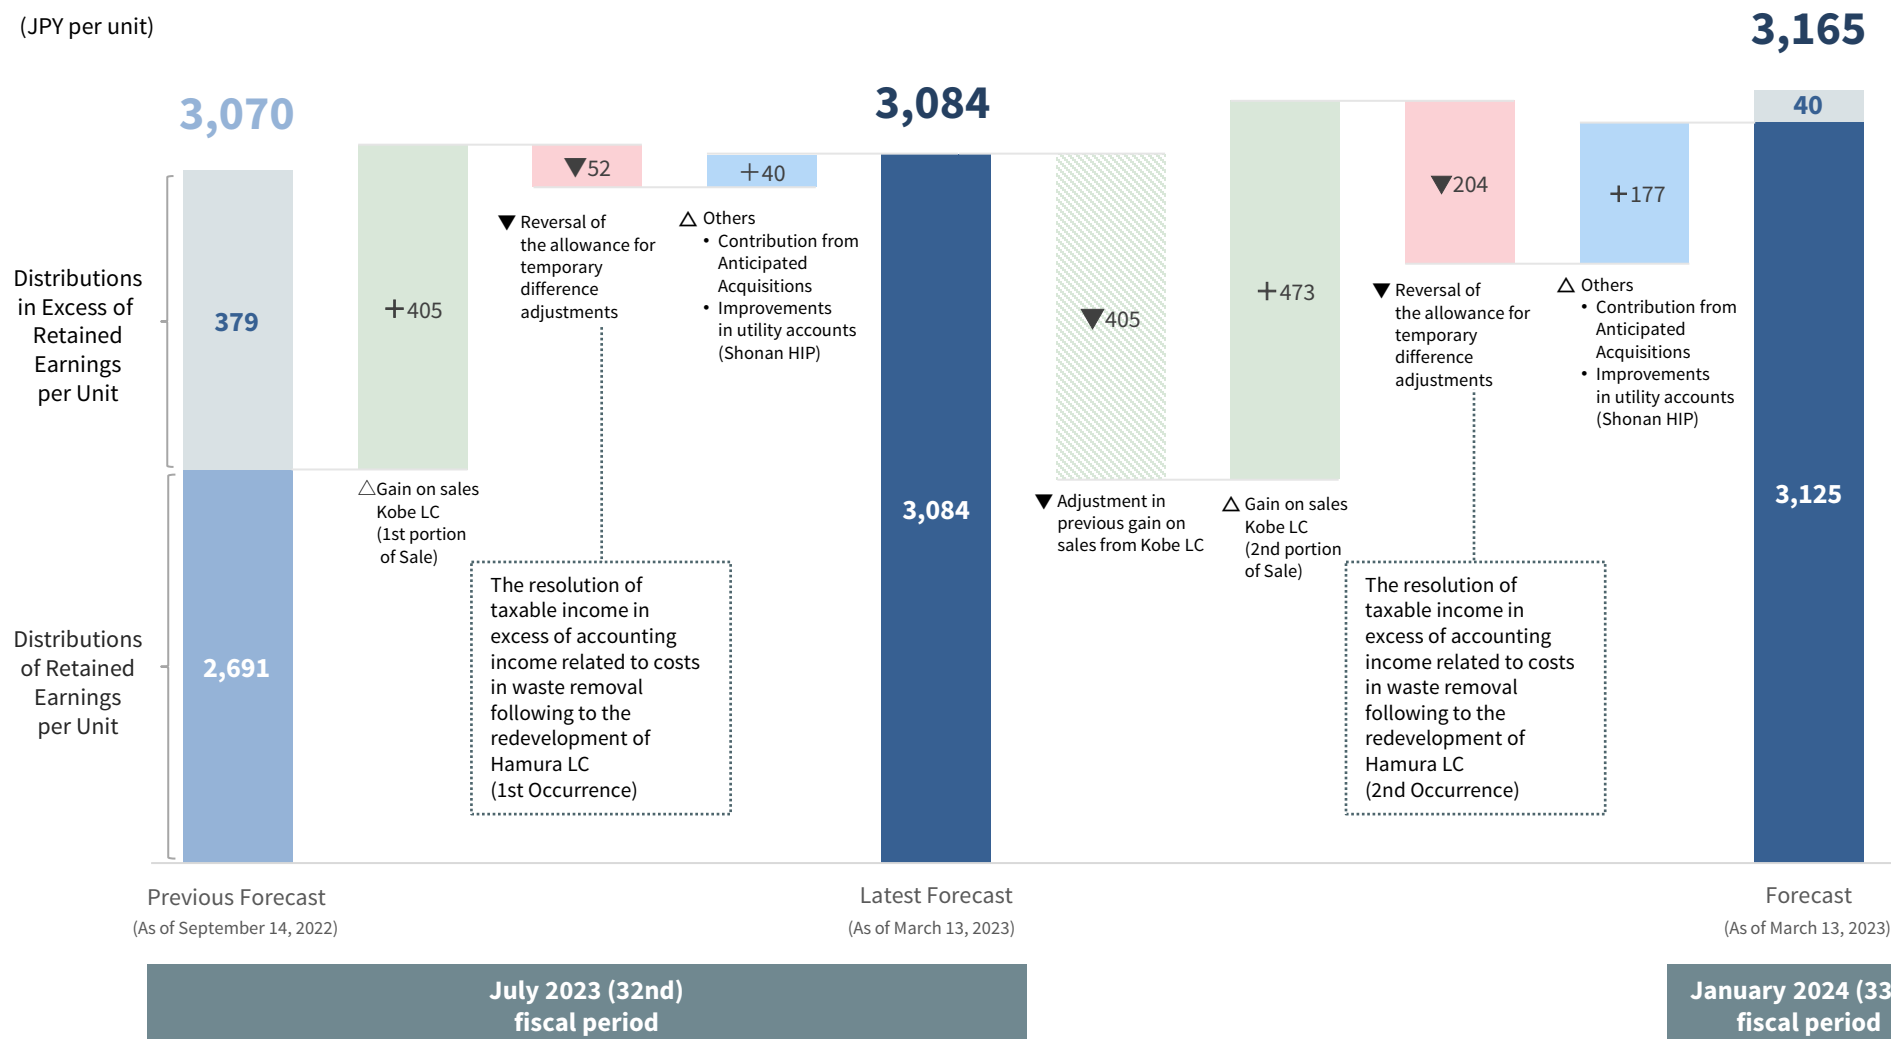 (JPY per unit)
3,070
3,084
3,165
40
379
2,691
+405
▼52
+40
3,084
▼405
+473
▼204
+177
3,125
Distributions
in Excess of
Retained
Earnings
per Unit
Distributions
of Retained
Earnings
per Unit
△Gain on sales
Kobe LC
(1st portion
of Sale)
▼ Reversal of
the allowance for
temporary
difference
adjustments
△ Others
• Contribution from
Anticipated
Acquisitions
• Improvements
in utility accounts
(Shonan HIP)
The resolution of
taxable income in
excess of accounting
income related to costs
in waste removal
following to the
redevelopment of
Hamura LC
(1st Occurrence)
▼ Adjustment in
previous gain on
sales from Kobe LC
△ Gain on sales
Kobe LC
(2nd portion
of Sale)
▼ Reversal of
the allowance for
temporary
difference
adjustments
△ Others
• Contribution from
Anticipated
Acquisitions
• Improvements
in utility accounts
(Shonan HIP)
The resolution of
taxable income in
excess of accounting
income related to costs
in waste removal
following to the
redevelopment of
Hamura LC
(2nd Occurrence)
Previous Forecast
(As of September 14, 2022)
Latest Forecast
(As of March 13, 2023)
Forecast
(As of March 13, 2023)
July 2023 (32nd)
fiscal period
January 2024 (33
fiscal period